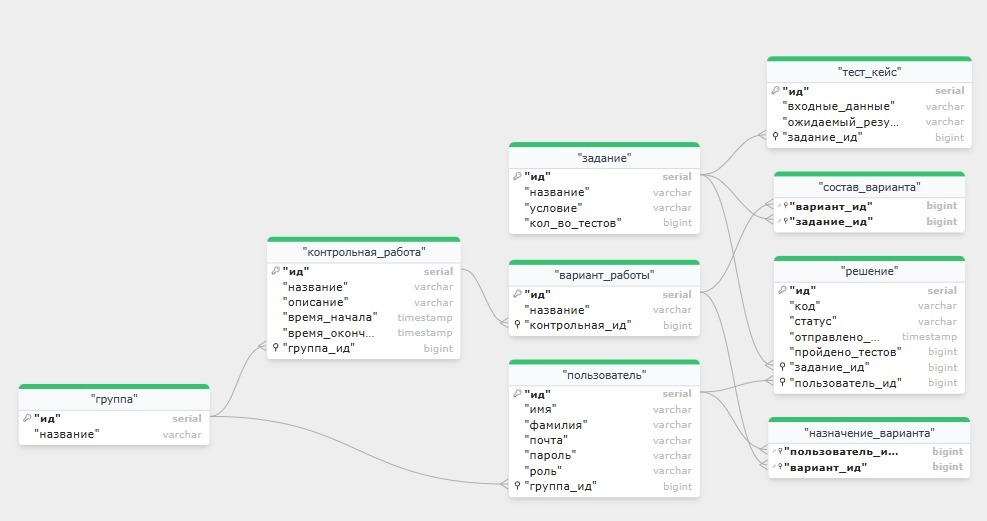 "тест_кейс"
"ид" serial
"входные_данные" varchar
"ожидаемый_резу... varchar
"задание_ид" bigint
"задание"
"ид" serial
"название" varchar
"условие" varchar
"кол_во_тестов" bigint
"состав_варианта"
"вариант_ид" bigint
"задание_ид" bigint
"контрольная_работа"
"ид" serial
"название" varchar
"описание" varchar
"время_начала" timestamp
"время_оконч... timestamp
"группа_ид" bigint
"вариант_работы"
"ид" serial
"название" varchar
"контрольная_ид" bigint
"решение"
"ид" serial
"код" varchar
"статус" varchar
"отправлено_... timestamp
"пройдено_тестов" bigint
"задание_ид" bigint
"пользователь_ид" bigint
"группа"
"ид" serial
"название" varchar
"пользователь"
"ид" serial
"имя" varchar
"фамилия" varchar
"почта" varchar
"пароль" varchar
"роль" varchar
"группа_ид" bigint
"назначение_варианта"
"пользователь_и... bigint
"вариант_ид" bigint